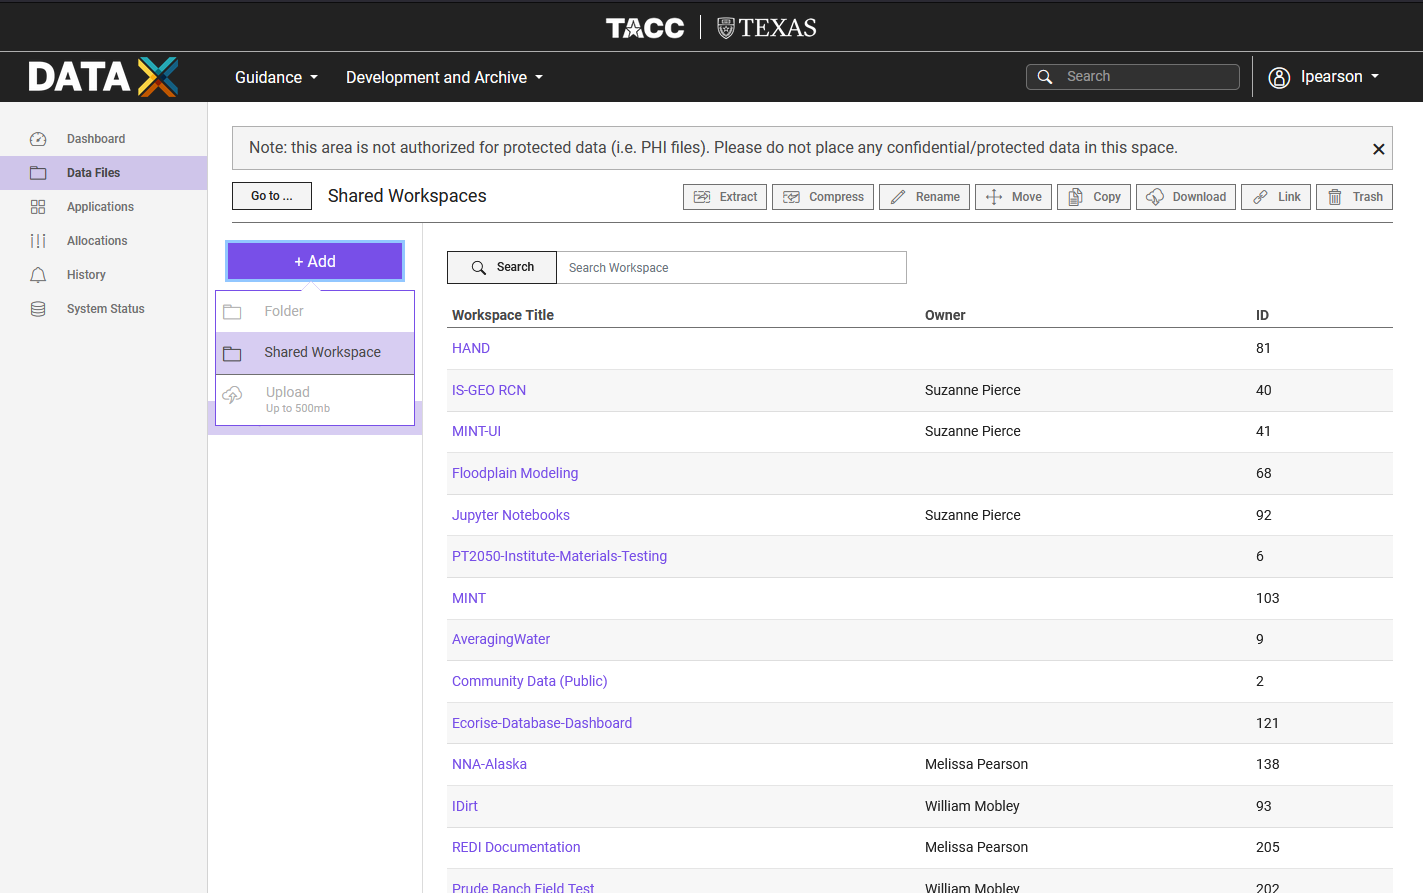 TACC TEXAS
DATA X
Guidance
Development and Archive
Search
lpearson
Dashboard
Data Files
Applications
Allocations
History
System Status
Note: this area is not authorized for protected data (i.e. PHI files). Please do not place any confidential/protected data in this space.
Go to ...
Shared Workspaces
Extract
Compress
Rename
Move
Copy
Download
Link
Trash
+ Add
Folder
Shared Workspace
Upload
Up to 500mb
Search
Search Workspace
Workspace Title Owner ID
HAND 81
IS-GEO RCN Suzanne Pierce 40
MINT-UI Suzanne Pierce 41
Floodplain Modeling 68
Jupyter Notebooks Suzanne Pierce 92
PT2050-Institute-Materials-Testing 6
MINT 103
AveragingWater 9
Community Data (Public) 2
Ecorise-Database-Dashboard 121
NNA-Alaska Melissa Pearson 138
IDirt William Mobley 93
REDI Documentation Melissa Pearson 205
Prude Ranch Field Test William Mobley 202